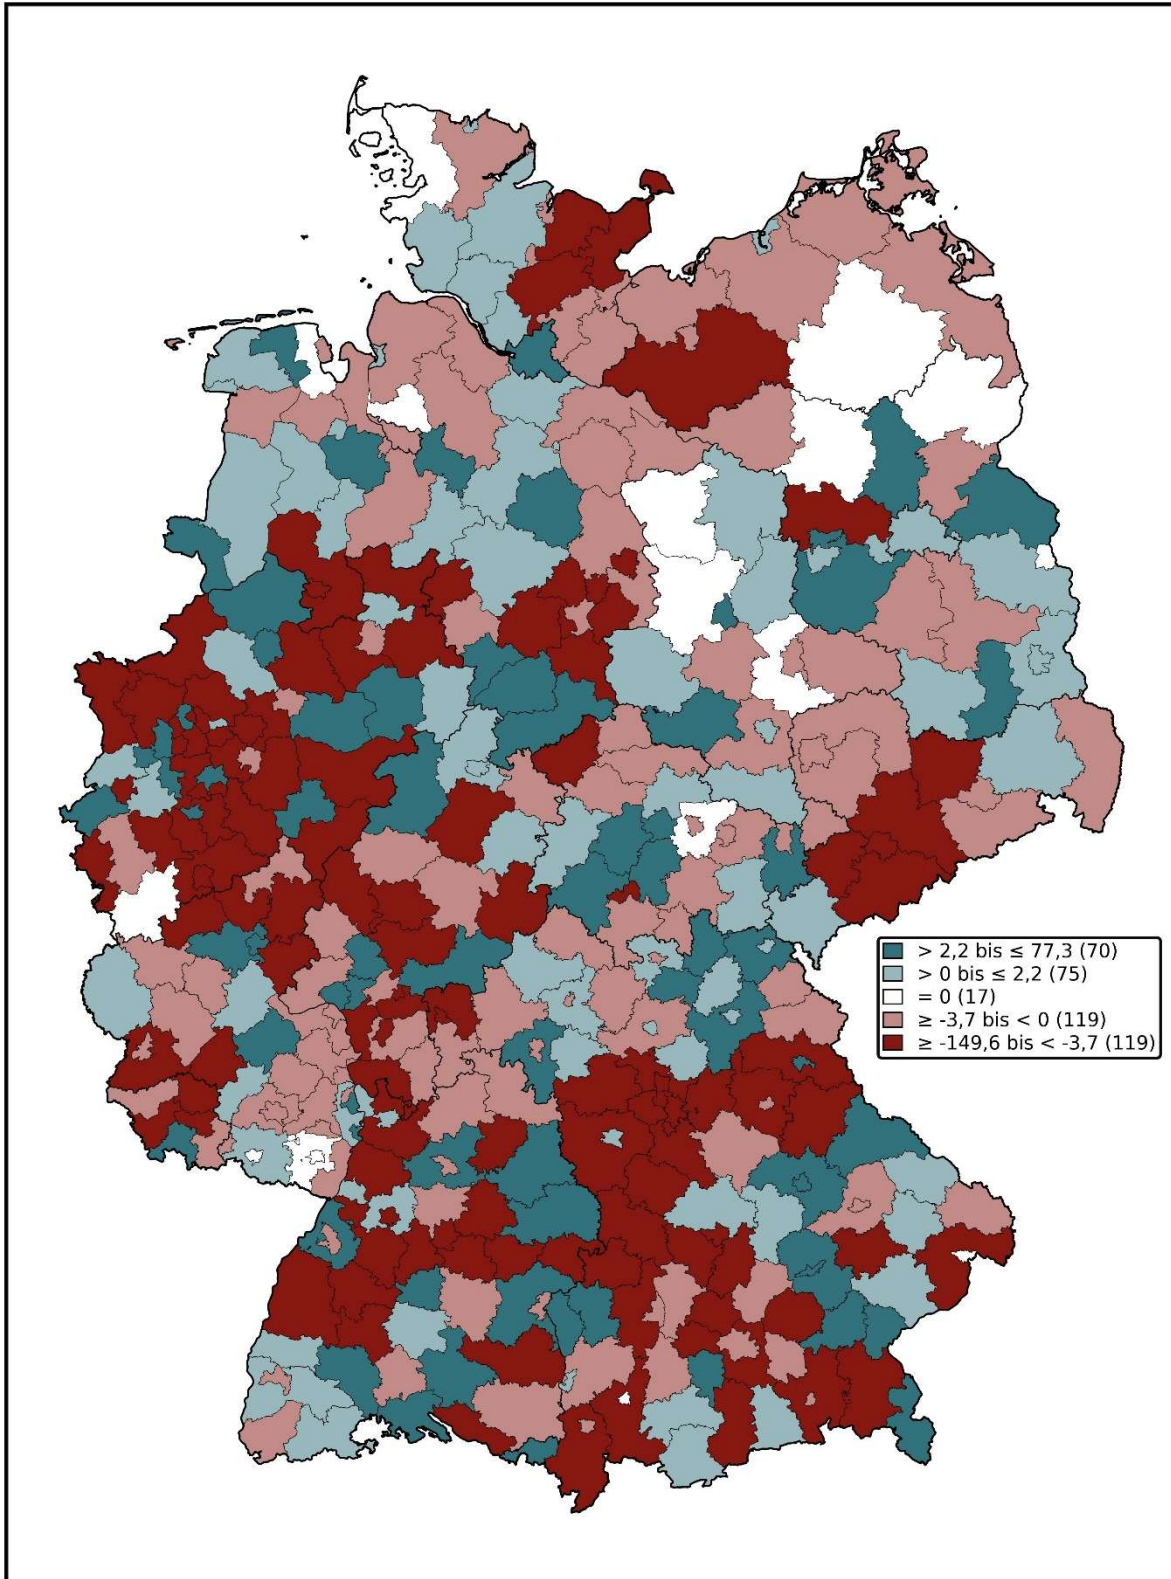 > 2,2 bis ≤ 77,3 (70)
> 0 bis ≤ 2,2 (75)
= 0 (17)
≥ -3,7 bis < 0 (119)
≥ -149,6 bis < -3,7 (119)